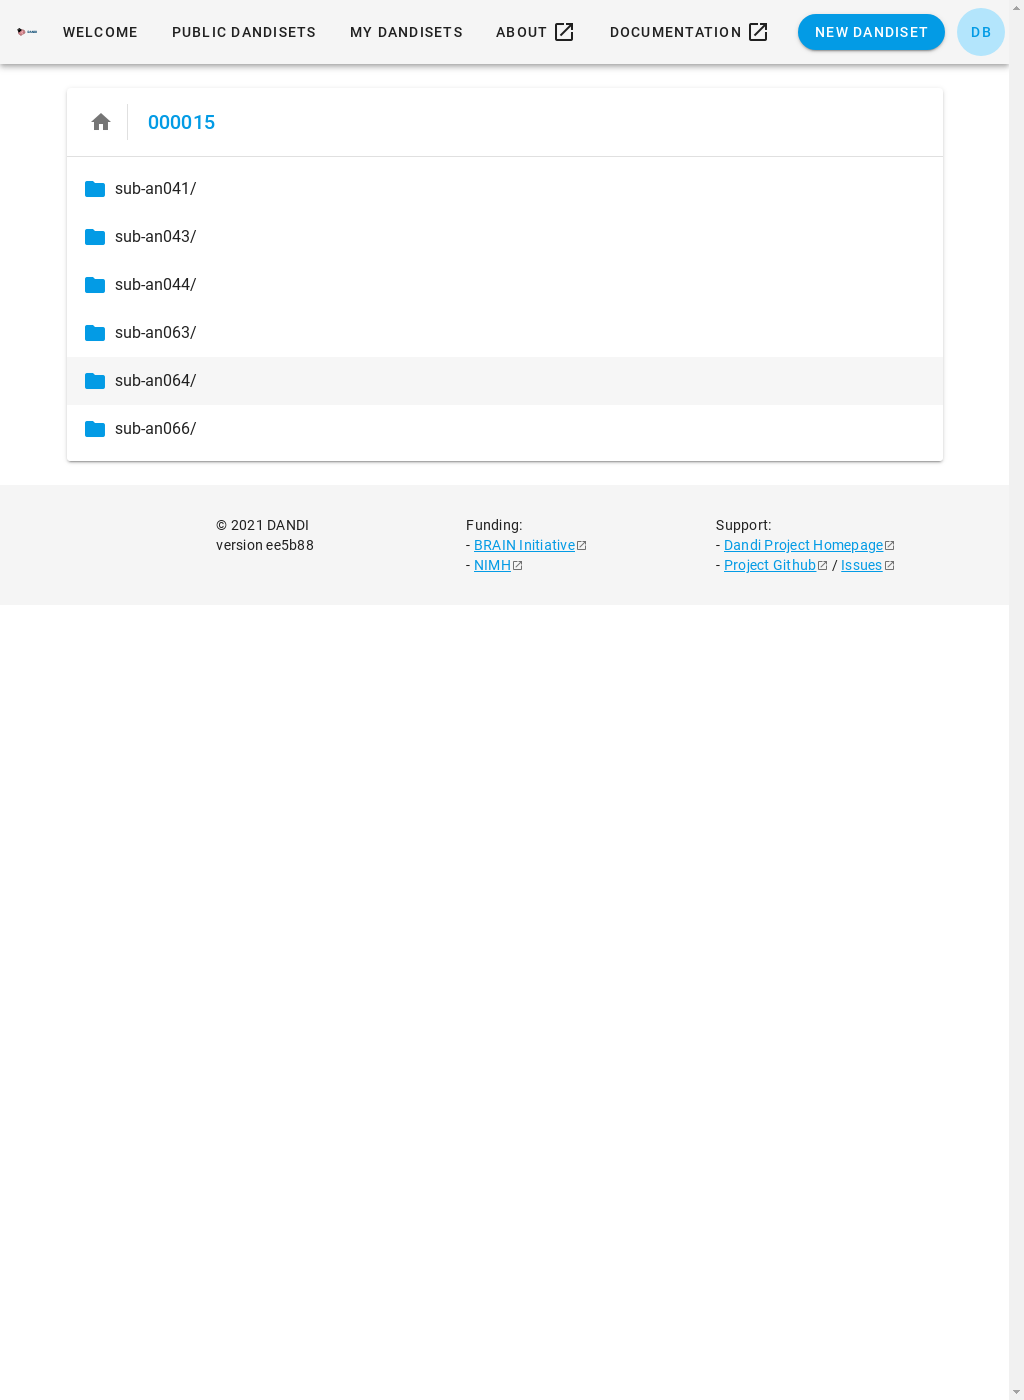 WELCOME PUBLIC DANDISETS MY DANDISETS ABOUT DOCUMENTATION NEW DANDISET DB
000015
sub-an041/
sub-an043/
sub-an044/
sub-an063/
sub-an064/
sub-an066/
© 2021 DANDI
version ee5b88
Funding:
- BRAIN Initiative
- NIMH
Support:
- Dandi Project Homepage
- Project Github / Issues